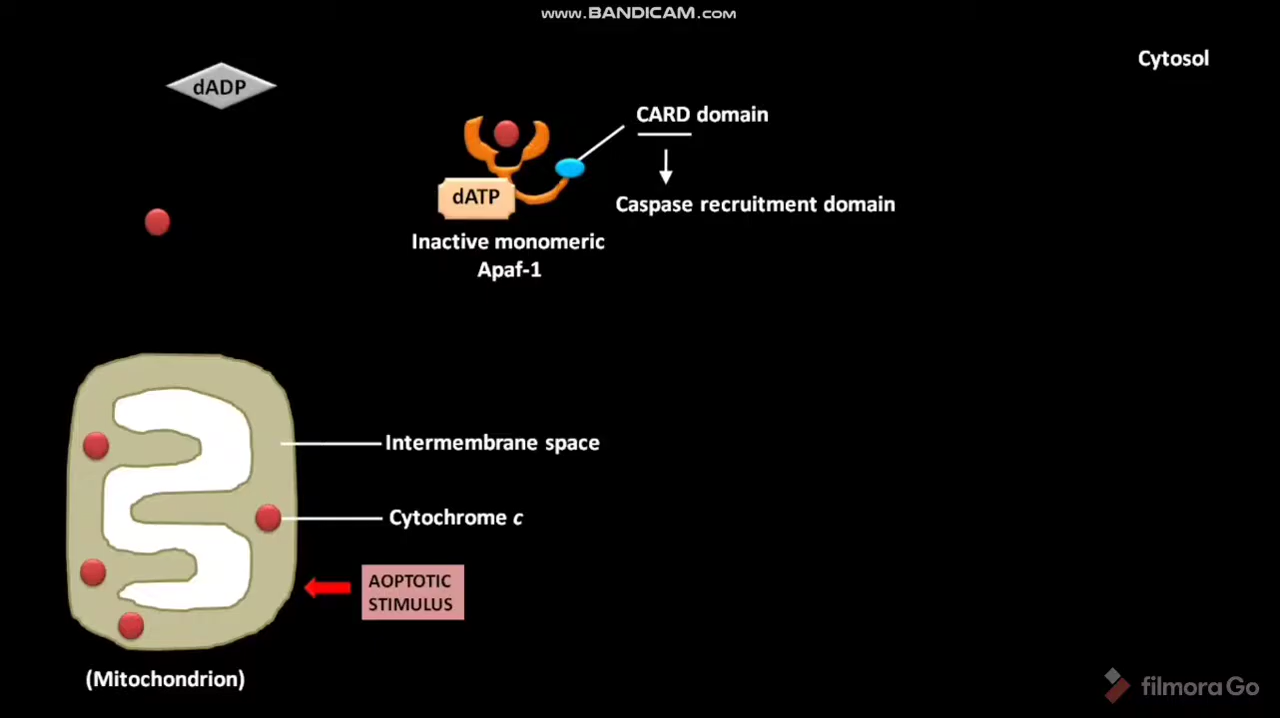 www.BANDICAM.com
Cytosol
dADP
CARD domain
dATP
Caspase recruitment domain
Inactive monomeric
Apaf-1
Intermembrane space
Cytochrome c
AOPTOTIC
STIMULUS
(Mitochondrion)
filmoraGo